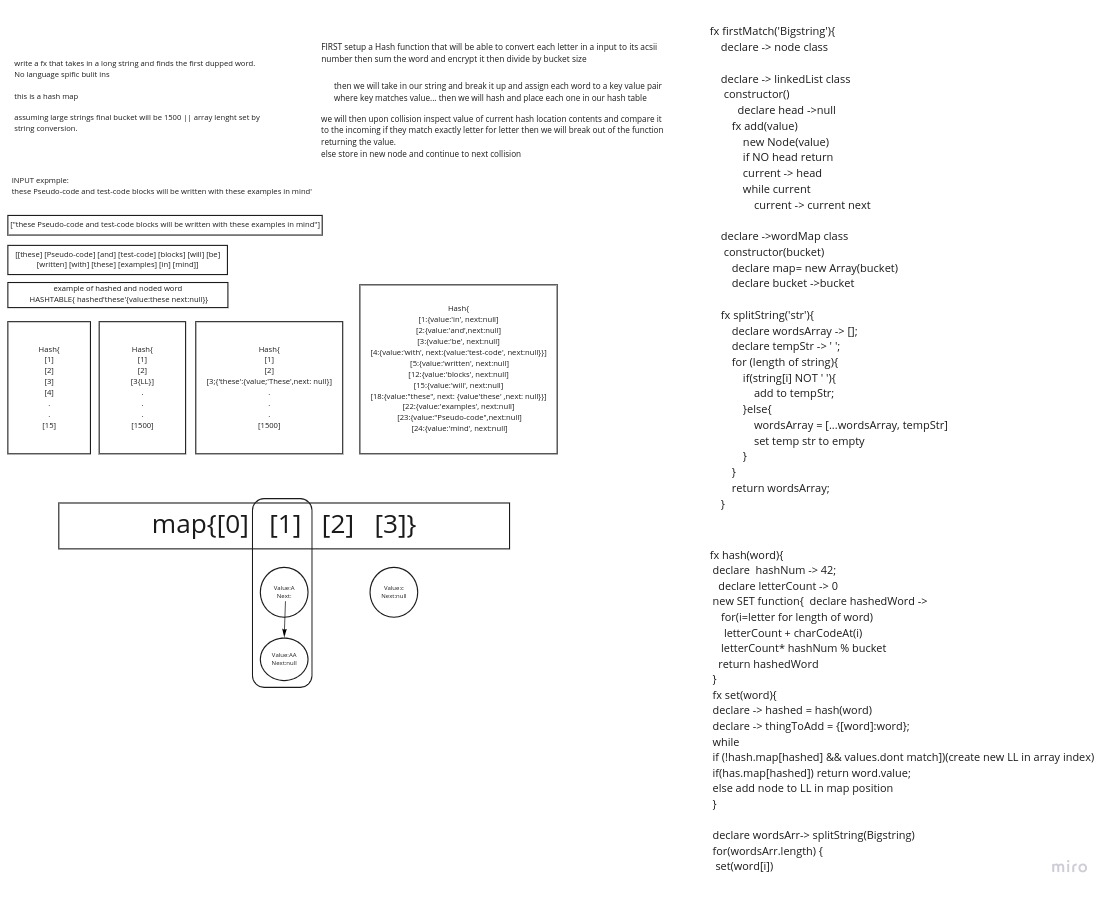 write a fx that takes in a long string and finds the first dupped word.
No language spific built ins
this is a hash map
assuming large strings final bucket will be 1500 || array lenght set by
string conversion.
FIRST setup a Hash function that will be able to convert each letter in a input to its acsii
number then sum the word and encrypt it then divide by bucket size
then we will take in our string and break it up and assign each word to a key value pair
where key matches value... then we will hash and place each one in our hash table
we will then upon collision inspect value of current hash location contents and compare it
to the incoming if they match exactly letter for letter then we will break out of the function
returning the value.
else store in new node and continue to next collision
INPUT expmple:
these Pseudo-code and test-code blocks will be written with these examples in mind'
["these Pseudo-code and test-code blocks will be written with these examples in mind"]
[[these] [Pseudo-code] [and] [test-code] [blocks] [will] [be]
[written] [with] [these] [examples] [in] [mind]]
example of hashed and noded word
HASHTABLE{ hashed'these'{value:these next:null}}
Hash{
[1]
[2]
[3]
[4]
.
.
[15]
Hash{
[1]
[2]
[3{LL}]
.
.
.
[1500]
Hash{
[1]
[2]
[3;{'these':{value;'These',next: null}]
.
.
.
[1500]
Hash{
[1:{value:'in', next:null]
[2:{value:'and',next:null]
[3:{value:'be', next:null]
[4:{value:'with', next:{value:'test-code', next:null}}]
[5:{value:'written', next:null]
[12:{value:'blocks', next:null]
[15:{value:'will', next:null]
[18:{value:"these", next: {value'these' ,next: null}}]
[22:{value:'examples', next:null]
[23:{value:"Pseudo-code",next:null]
[24:{value:'mind', next:null]
map{[0] [1] [2] [3]}
Value:A
Next:
Value:c
Next:null
Value:AA
Next:null
fx firstMatch('Bigstring'){
declare -> node class
declare -> linkedList class
constructor()
declare head ->null
fx add(value)
new Node(value)
if NO head return
current -> head
while current
current -> current next
declare ->wordMap class
constructor(bucket)
declare map= new Array(bucket)
declare bucket ->bucket
fx splitString('str'){
declare wordsArray -> [];
declare tempStr -> ' ';
for (length of string){
if(string[i] NOT ' '){
add to tempStr;
}else{
wordsArray = [...wordsArray, tempStr]
set temp str to empty
}
}
return wordsArray;
}
fx hash(word){
declare hashNum -> 42;
declare letterCount -> 0
new SET function{ declare hashedWord ->
for(i=letter for length of word)
letterCount + charCodeAt(i)
letterCount* hashNum % bucket
return hashedWord
}
fx set(word){
declare -> hashed = hash(word)
declare -> thingToAdd = {[word]:word};
while
if (!hash.map[hashed] && values.dont match])(create new LL in array index)
if(has.map[hashed]) return word.value;
else add node to LL in map position
}
declare wordsArr-> splitString(Bigstring)
for(wordsArr.length) {
set(word[i])
miro